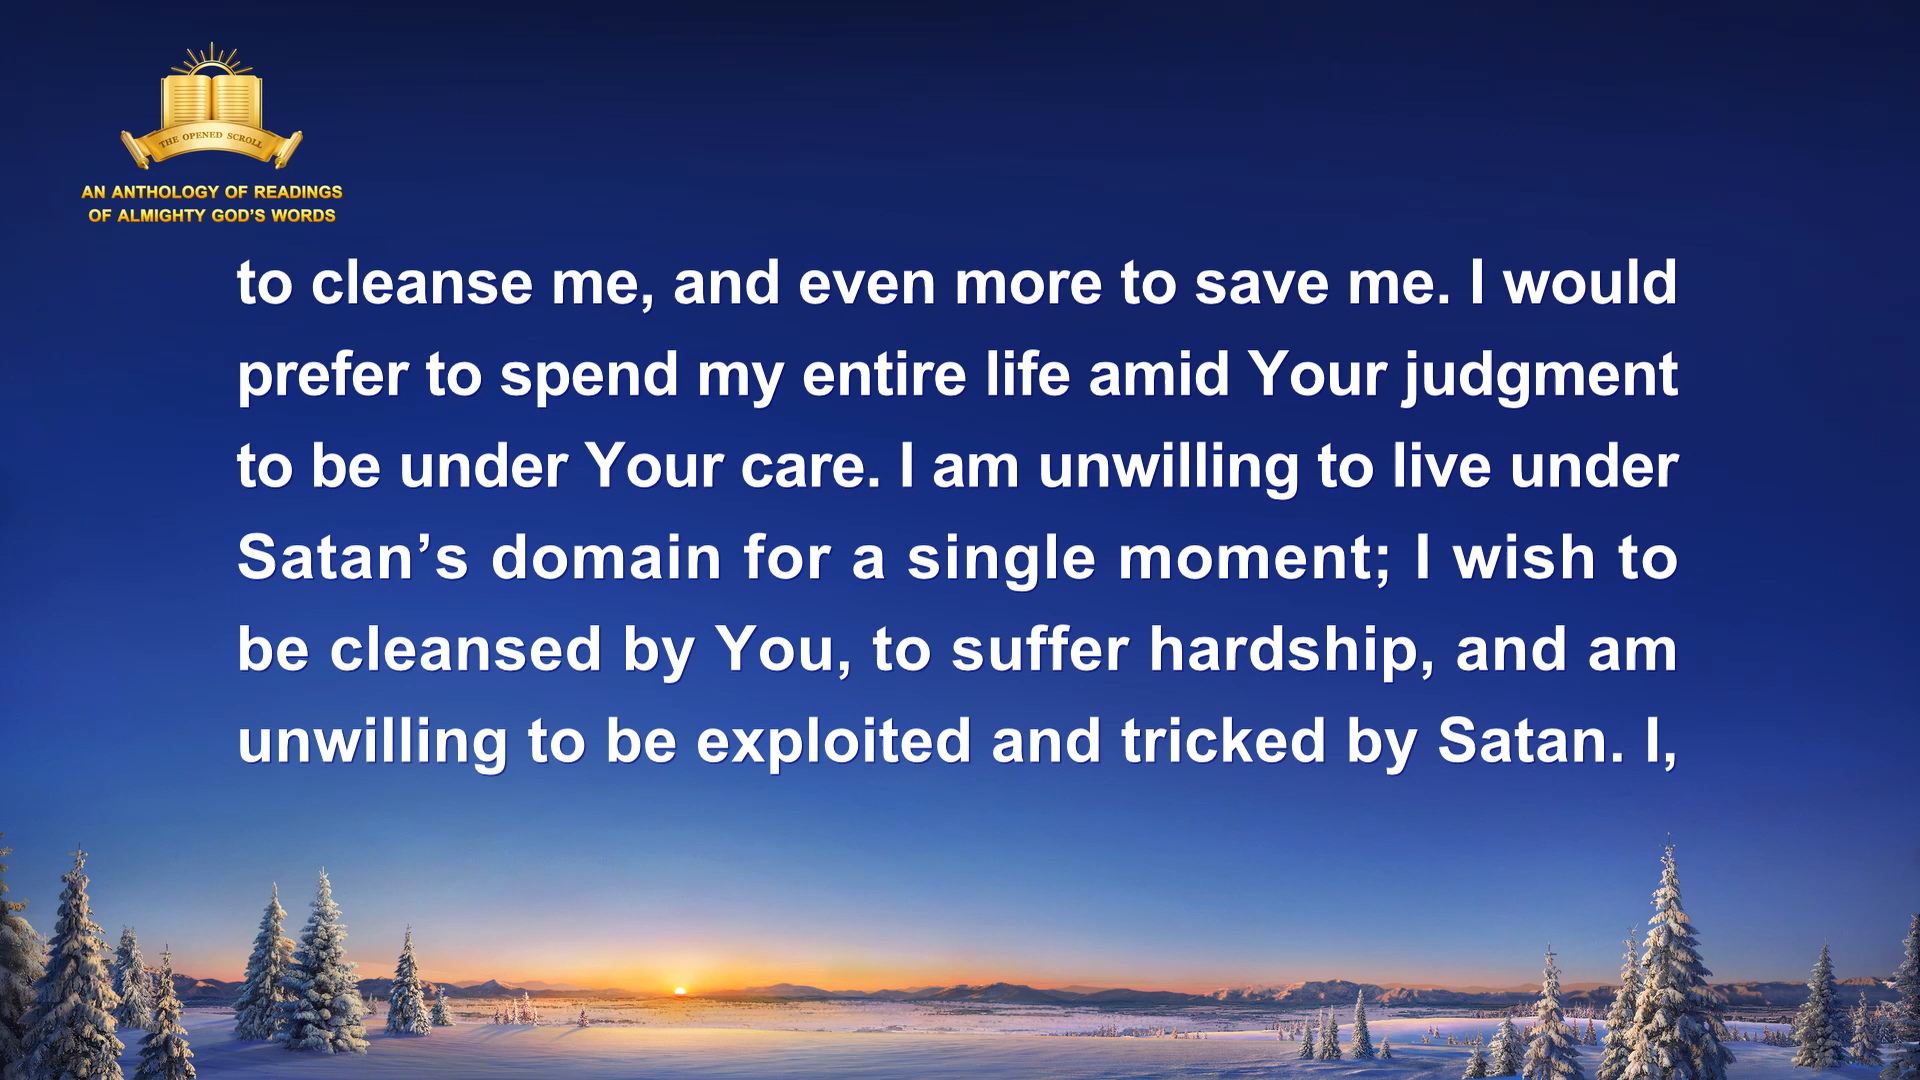 THE OPENED SCROLL
AN ANTHOLOGY OF READINGS
OF ALMIGHTY GOD’S WORDS
to cleanse me, and even more to save me. I would
prefer to spend my entire life amid Your judgment
to be under Your care. I am unwilling to live under
Satan’s domain for a single moment; I wish to
be cleansed by You, to suffer hardship, and am
unwilling to be exploited and tricked by Satan. I,